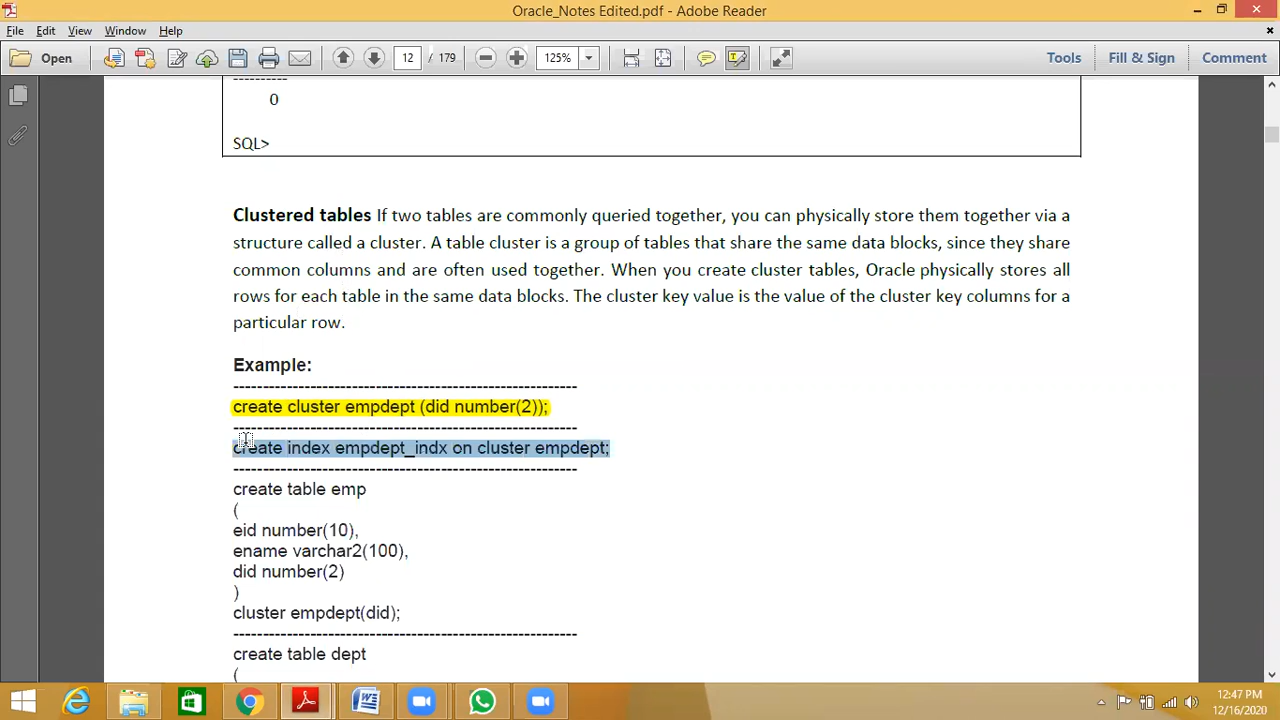 Oracle_Notes Edited.pdf - Adobe Reader
File Edit View Window Help
Open 12 / 179 125% Tools Fill & Sign Comment
----------
0
SQL>
Clustered tables If two tables are commonly queried together, you can physically store them together via a
structure called a cluster. A table cluster is a group of tables that share the same data blocks, since they share
common columns and are often used together. When you create cluster tables, Oracle physically stores all
rows for each table in the same data blocks. The cluster key value is the value of the cluster key columns for a
particular row.
Example:
----------------------------------------------------------
create cluster empdept (did number(2));
----------------------------------------------------------
create index empdept_indx on cluster empdept;
----------------------------------------------------------
create table emp
(
eid number(10),
ename varchar2(100),
did number(2)
)
cluster empdept(did);
----------------------------------------------------------
create table dept
(
12:47 PM
12/16/2020